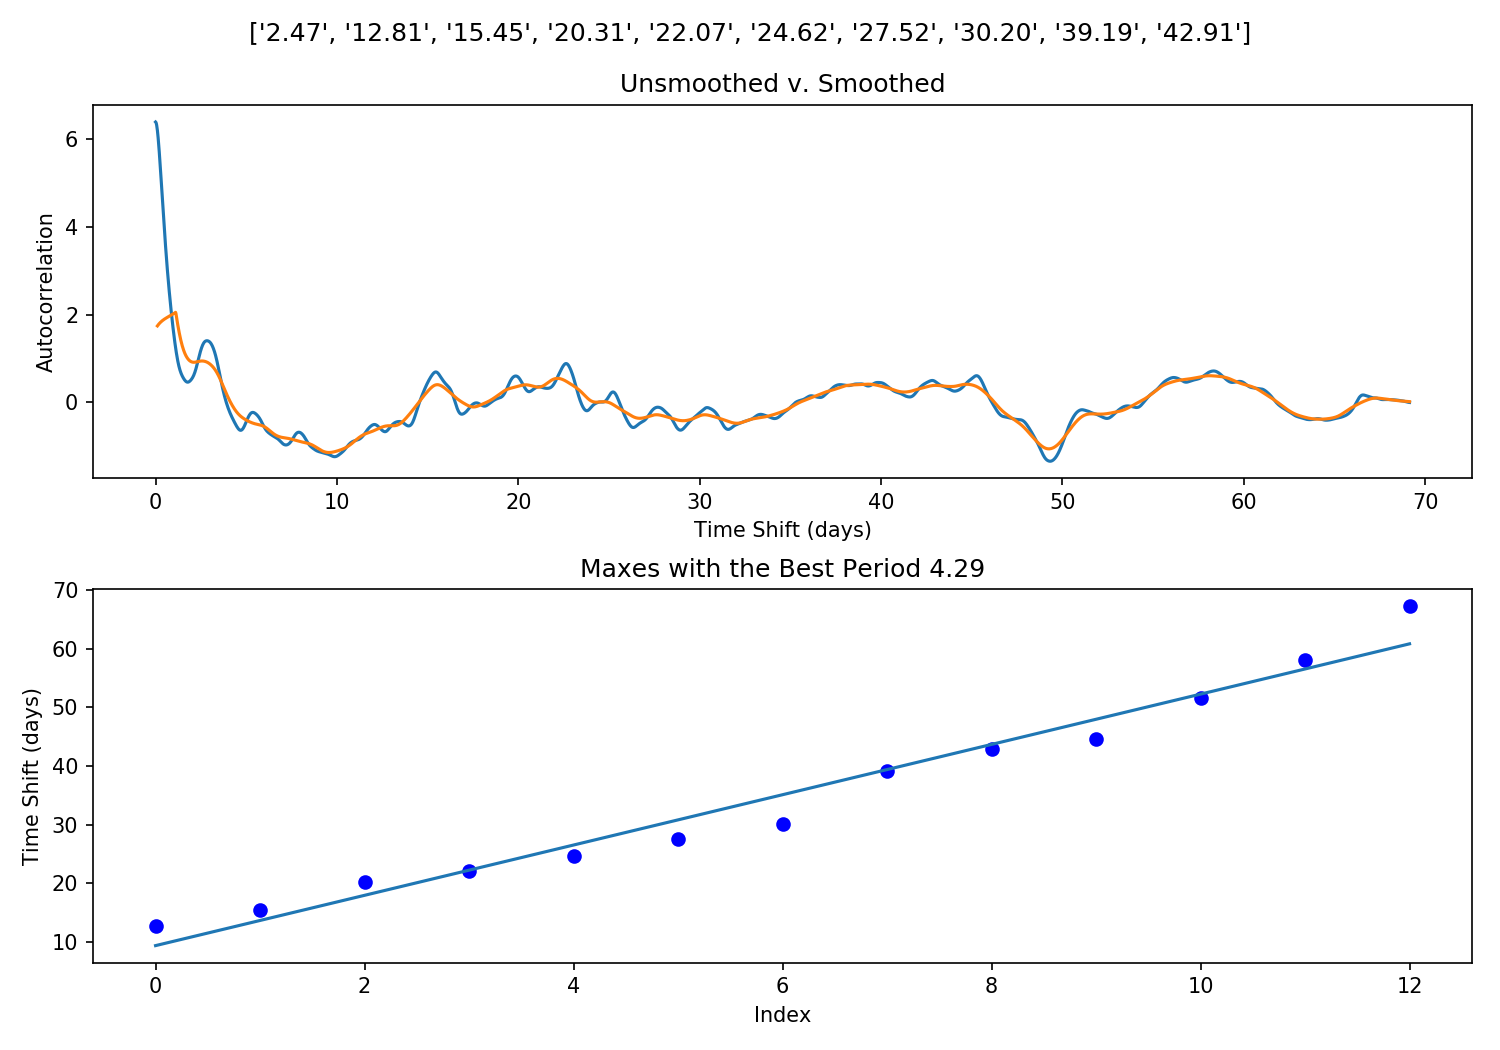 ['2.47', '12.81', '15.45', '20.31', '22.07', '24.62', '27.52', '30.20', '39.19', '42.91']
Unsmoothed v. Smoothed
Autocorrelation
6
4
2
0
0 10 20 30 40 50 60 70
Time Shift (days)
Maxes with the Best Period 4.29
Time Shift (days)
70
60
50
40
30
20
10
0 2 4 6 8 10 12
Index